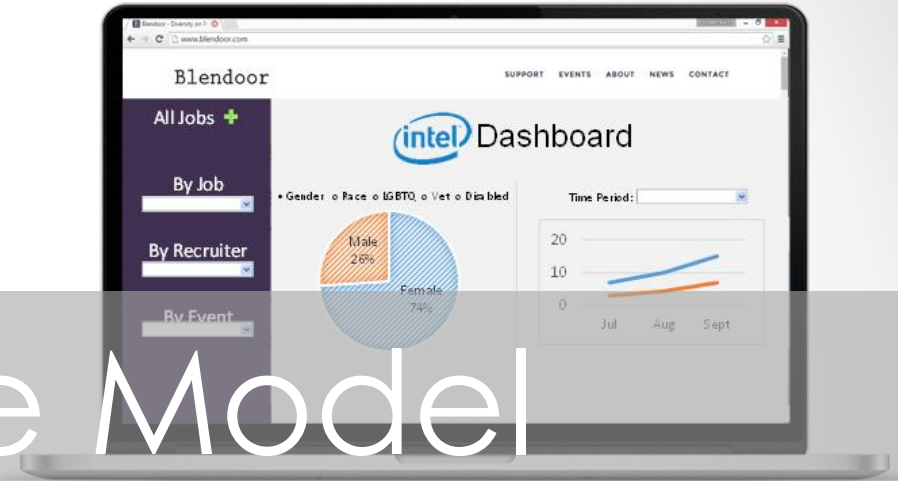 Blendoor - Diversity on T
www.blendoor.com
Blendoor
SUPPORT EVENTS ABOUT NEWS CONTACT
All Jobs
By Job
By Recruiter
By Event
intel Dashboard
• Gender o Race o LGBTQ o Vet o Disabled
Male
26%
Female
74%
Time Period:
20
10
0
Jul Aug Sept
e Model